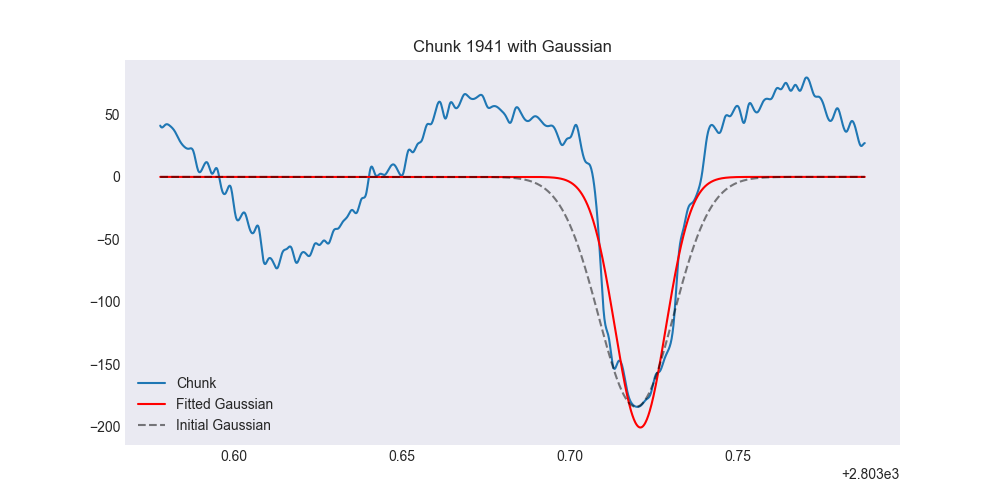 Chunk 1941 with Gaussian
50
0
−50
−100
−150
−200
Chunk
Fitted Gaussian
Initial Gaussian
0.60 0.65 0.70 0.75
+2.803e3